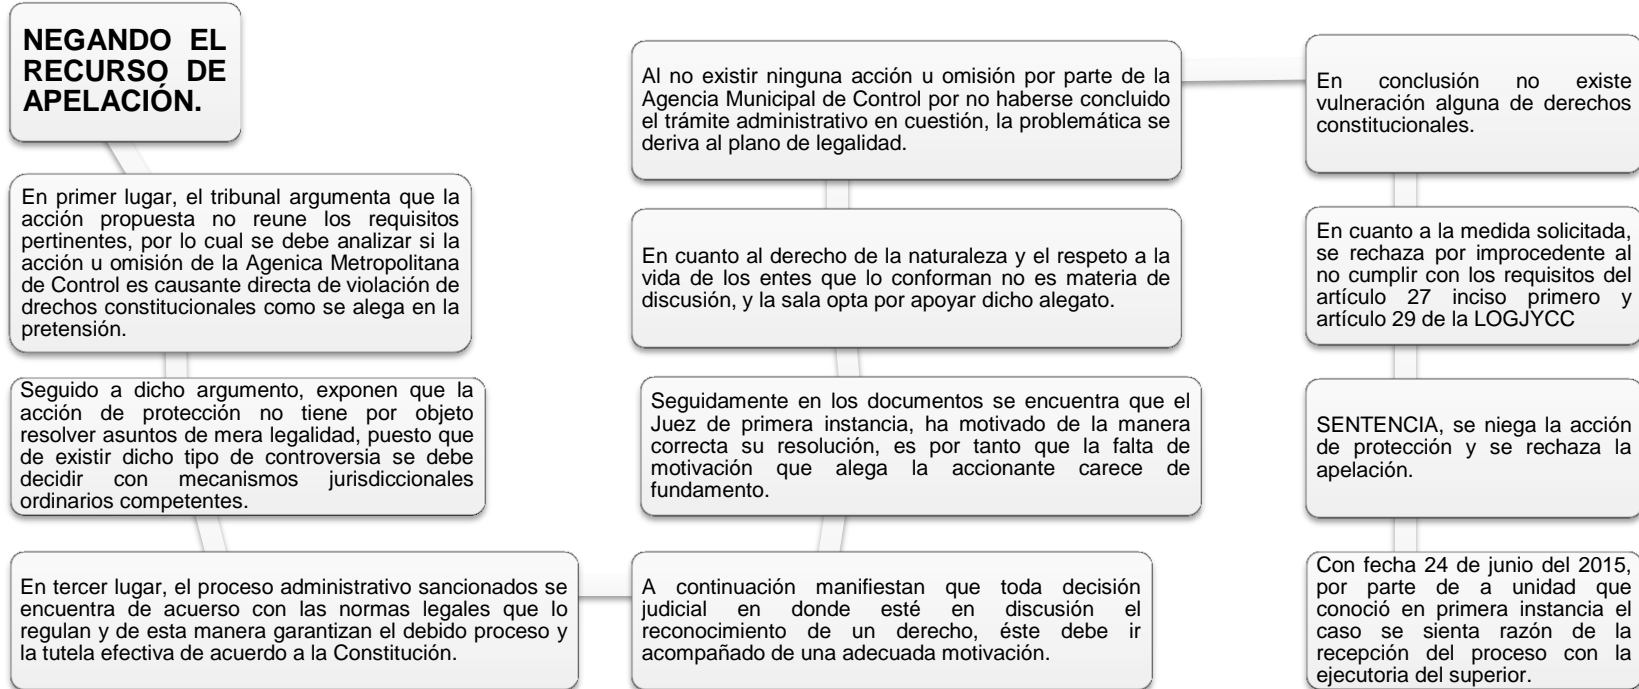 NEGANDO EL
RECURSO DE
APELACIÓN.
En primer lugar, el tribunal argumenta que la
acción propuesta no reune los requisitos
pertinentes, por lo cual se debe analizar si la
acción u omisión de la Agenica Metropolitana
de Control es causante directa de violación de
drechos constitucionales como se alega en la
pretensión.
Seguido a dicho argumento, exponen que la
acción de protección no tiene por objeto
resolver asuntos de mera legalidad, puesto que
de existir dicho tipo de controversia se debe
decidir con mecanismos jurisdiccionales
ordinarios competentes.
En tercer lugar, el proceso administrativo sancionados se
encuentra de acuerso con las normas legales que lo
regulan y de esta manera garantizan el debido proceso y
la tutela efectiva de acuerdo a la Constitución.
A continuación manifiestan que toda decisión
judicial en donde esté en discusión el
reconocimiento de un derecho, éste debe ir
acompañado de una adecuada motivación.
Seguidamente en los documentos se encuentra que el
Juez de primera instancia, ha motivado de la manera
correcta su resolución, es por tanto que la falta de
motivación que alega la accionante carece de
fundamento.
En cuanto al derecho de la naturaleza y el respeto a la
vida de los entes que lo conforman no es materia de
discusión, y la sala opta por apoyar dicho alegato.
Al no existir ninguna acción u omisión por parte de la
Agencia Municipal de Control por no haberse concluido
el trámite administrativo en cuestión, la problemática se
deriva al plano de legalidad.
En conclusión no existe
vulneración alguna de derechos
constitucionales.
En cuanto a la medida solicitada,
se rechaza por improcedente al
no cumplir con los requisitos del
artículo 27 inciso primero y
artículo 29 de la LOGJYCC
SENTENCIA, se niega la acción
de protección y se rechaza la
apelación.
Con fecha 24 de junio del 2015,
por parte de a unidad que
conoció en primera instancia el
caso se sienta razón de la
recepción del proceso con la
ejecutoria del superior.